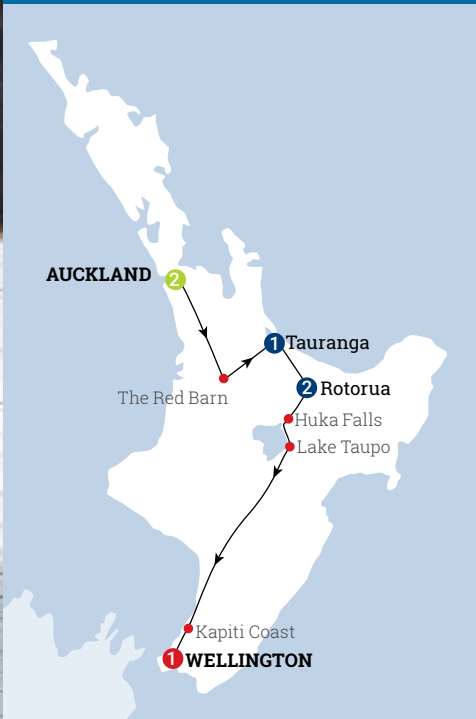 AUCKLAND 2
1 Tauranga
The Red Barn
2 Rotorua
Huka Falls
Lake Taupo
Kapiti Coast
1 WELLINGTON